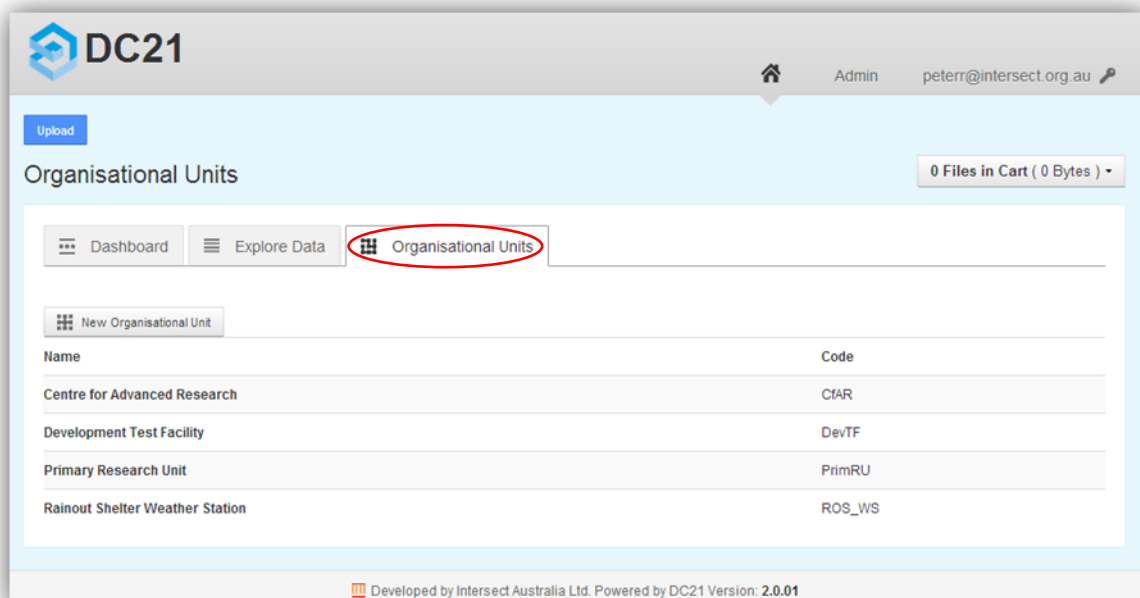 DC21
Admin peterr@intersect.org.au
Upload
Organisational Units
0 Files in Cart ( 0 Bytes )
Dashboard Explore Data Organisational Units
New Organisational Unit
Name Code
Centre for Advanced Research CfAR
Development Test Facility DevTF
Primary Research Unit PrimRU
Rainout Shelter Weather Station ROS_WS
Developed by Intersect Australia Ltd. Powered by DC21 Version: 2.0.01